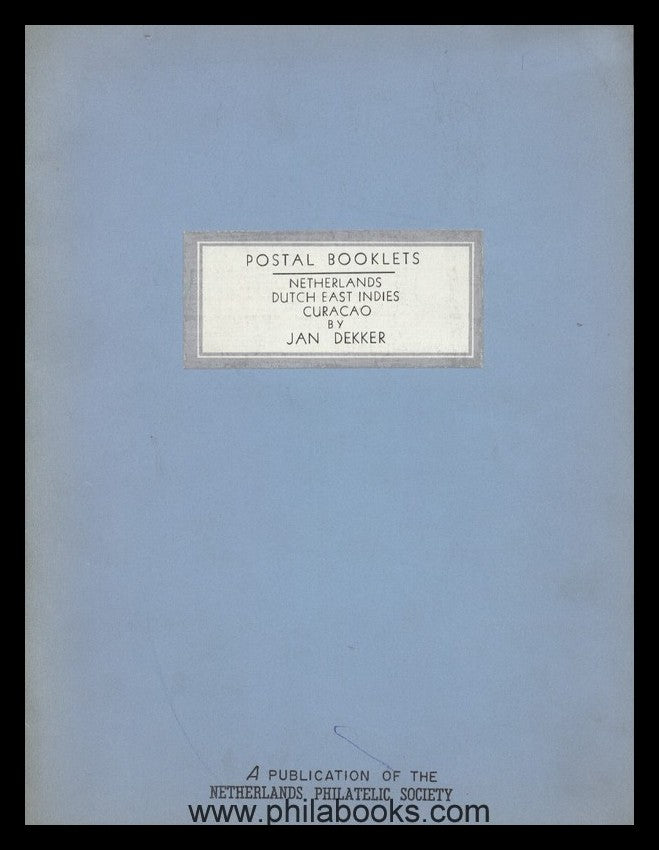 POSTAL BOOKLETS
NETHERLANDS
DUTCH EAST INDIES
CURACAO
BY
JAN DEKKER
A PUBLICATION OF THE
NETHERLANDS, PHILATELIC, SOCIETY
www.philabooks.com